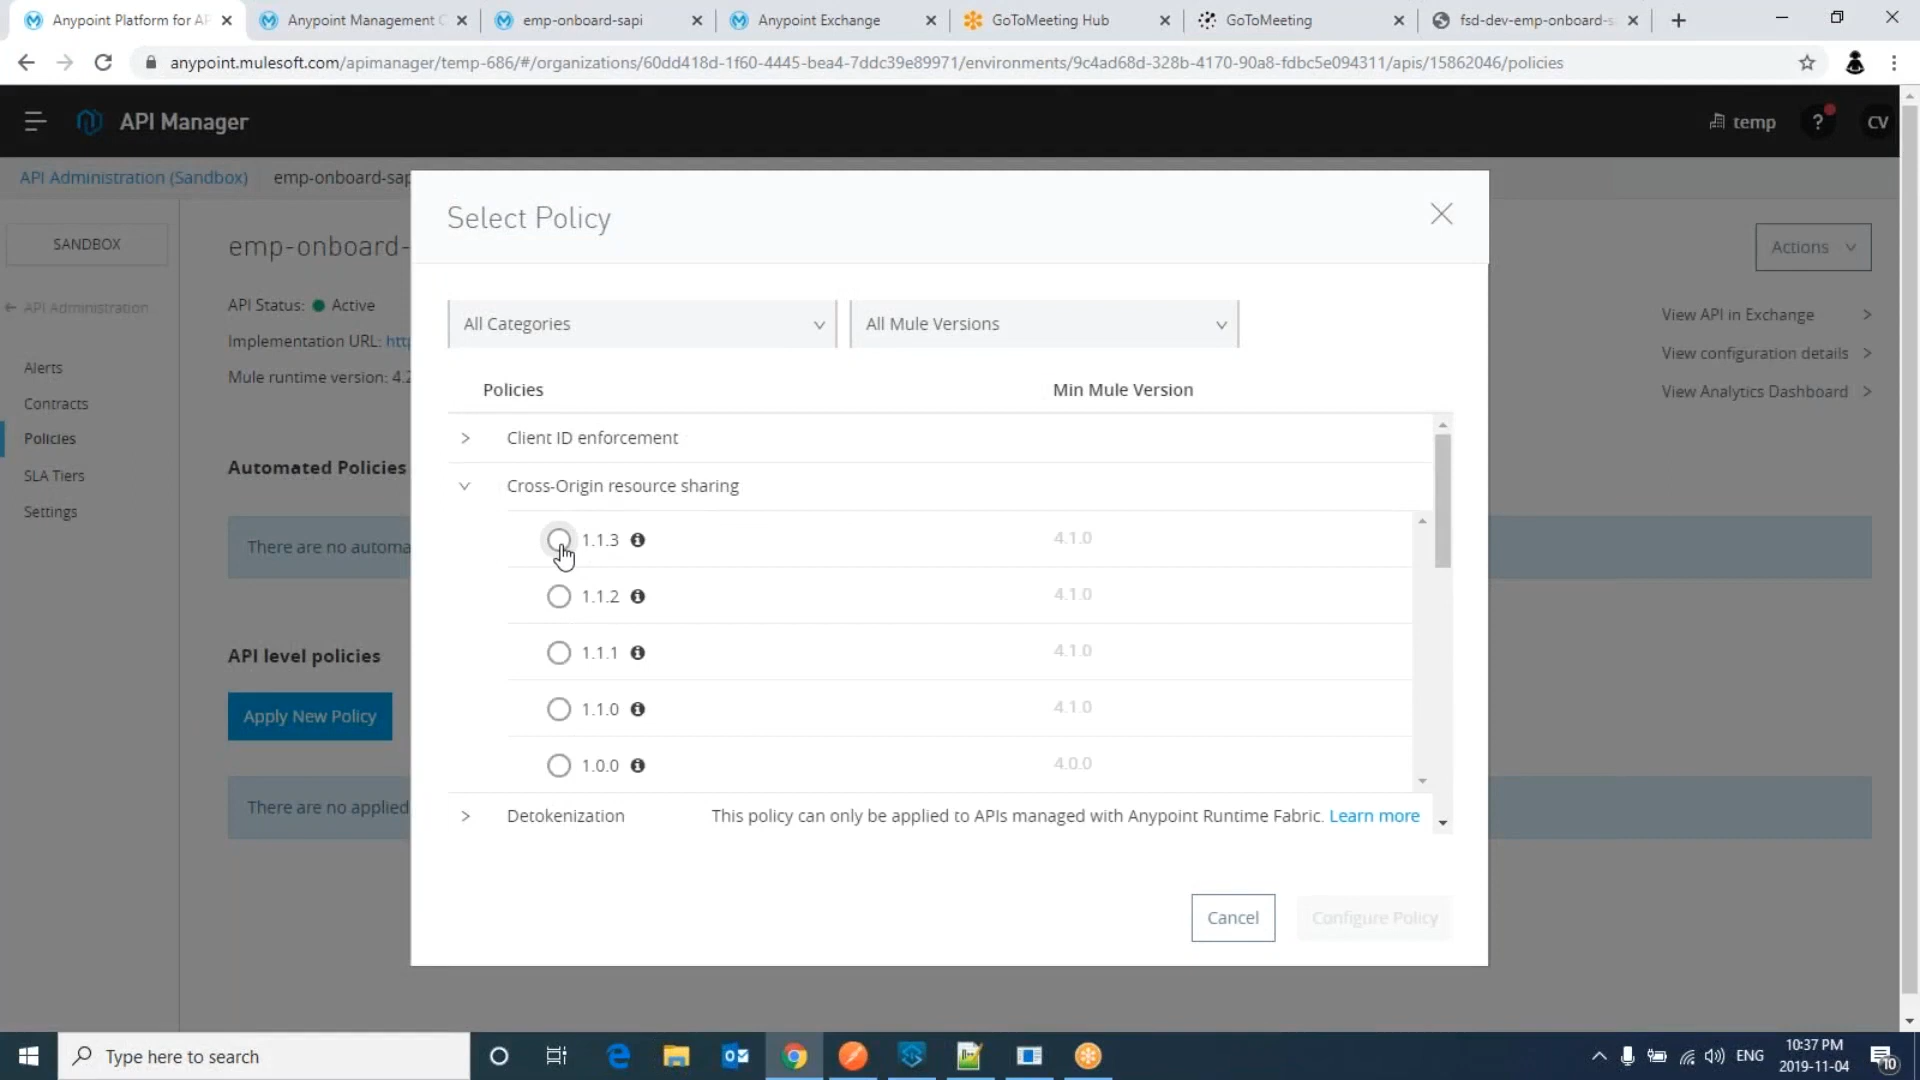 Anypoint Platform for AP
Anypoint Management C
emp-onboard-sapi
Anypoint Exchange
GoToMeeting Hub
GoToMeeting
fsd-dev-emp-onboard-s
anypoint.mulesoft.com/apimanager/temp-686/#/organizations/60dd418d-1f60-4445-bea4-7ddc39e89971/environments/9c4ad68d-328b-4170-90a8-fdbc5e094311/apis/15862046/policies
API Manager
temp
?
CV
API Administration (Sandbox)
emp-onboard-sap
SANDBOX
API Administration
Alerts
Contracts
Policies
SLA Tiers
Settings
emp-onboard-
API Status: Active
Implementation URL: http
Mule runtime version: 4.2
Automated Policies
There are no automa
API level policies
Apply New Policy
There are no applied
Actions
View API in Exchange
View configuration details
View Analytics Dashboard
Select Policy
All Categories
All Mule Versions
Policies Min Mule Version
Client ID enforcement
Cross-Origin resource sharing
1.1.3 4.1.0
1.1.2 4.1.0
1.1.1 4.1.0
1.1.0 4.1.0
1.0.0 4.0.0
Detokenization This policy can only be applied to APIs managed with Anypoint Runtime Fabric. Learn more
Cancel
Configure Policy
Type here to search
ENG
10:37 PM
2019-11-04
10